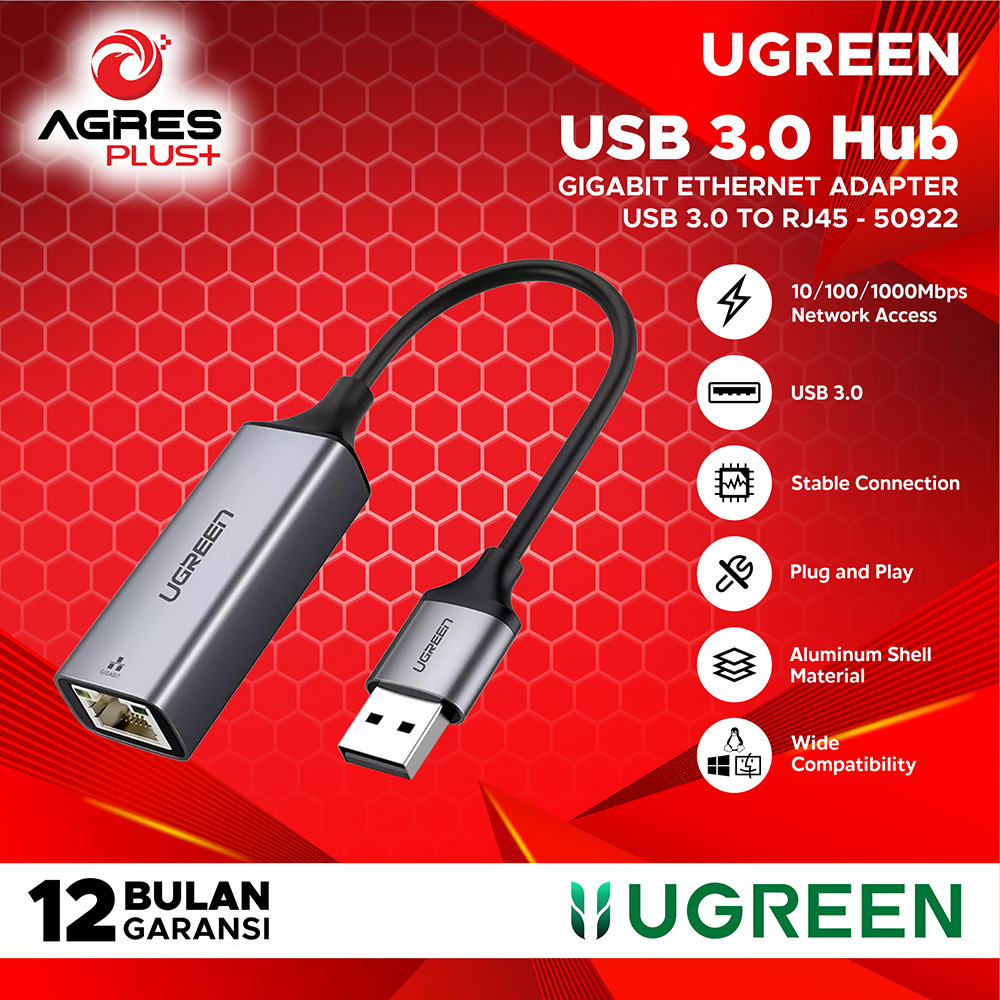 AGRES
PLUS+
UGREEN
USB 3.0 Hub
GIGABIT ETHERNET ADAPTER
USB 3.0 TO RJ45 - 50922
10/100/1000Mbps
Network Access
USB 3.0
Stable Connection
Plug and Play
Aluminum Shell
Material
Wide
Compatibility
UGREEN
GIGABIT
UGREEN
12 BULAN
GARANSI
UGREEN